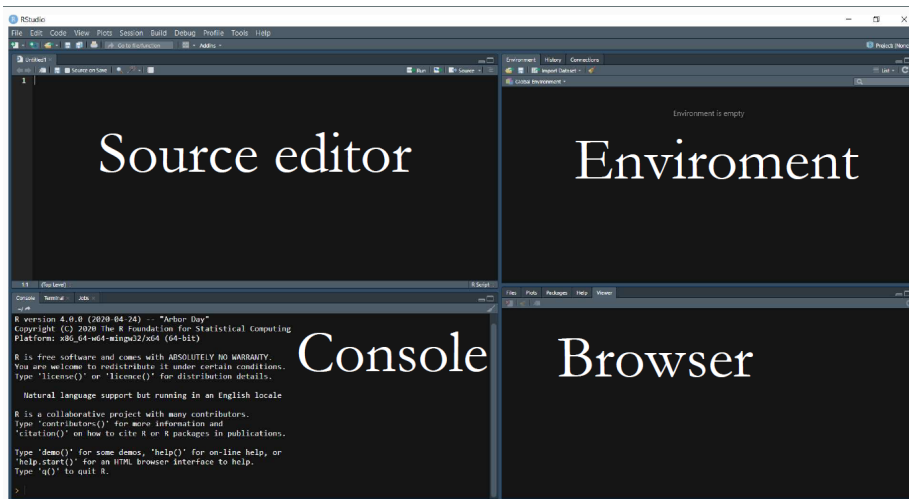 RStudio
File Edit Code View Plots Session Build Debug Profile Tools Help
Go to file/function Addins
Project: (None
Untitled1
Source on Save Run Source
1
Source editor
1:1 (Top Level) R Script
Environment History Connections
Import Dataset List
Global Environment
Environment is empty
Enviroment
Console Terminal Jobs
~/
R version 4.0.0 (2020-04-24) -- "Arbor Day"
Copyright (C) 2020 The R Foundation for Statistical Computing
Platform: x86_64-w64-mingw32/x64 (64-bit)
R is free software and comes with ABSOLUTELY NO WARRANTY.
You are welcome to redistribute it under certain conditions.
Type 'license()' or 'licence()' for distribution details.
Natural language support but running in an English locale
R is a collaborative project with many contributors.
Type 'contributors()' for more information and
'citation()' on how to cite R or R packages in publications.
Type 'demo()' for some demos, 'help()' for on-line help, or
'help.start()' for an HTML browser interface to help.
Type 'q()' to quit R.
>
Console
Files Plots Packages Help Viewer
Browser